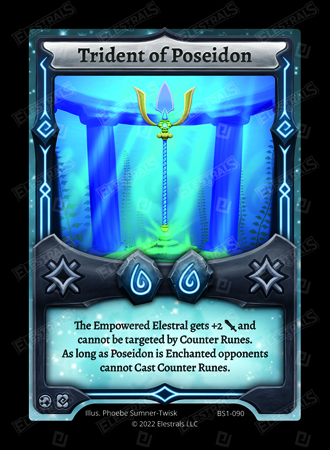 Trident of Poseidon
The Empowered Elestral gets +2 and
cannot be targeted by Counter Runes.
As long as Poseidon is Enchanted opponents
cannot Cast Counter Runes.
Illus. Phoebe Sumner-Twisk
BS1-090
© 2022 Elestrals LLC
ELESTRALS